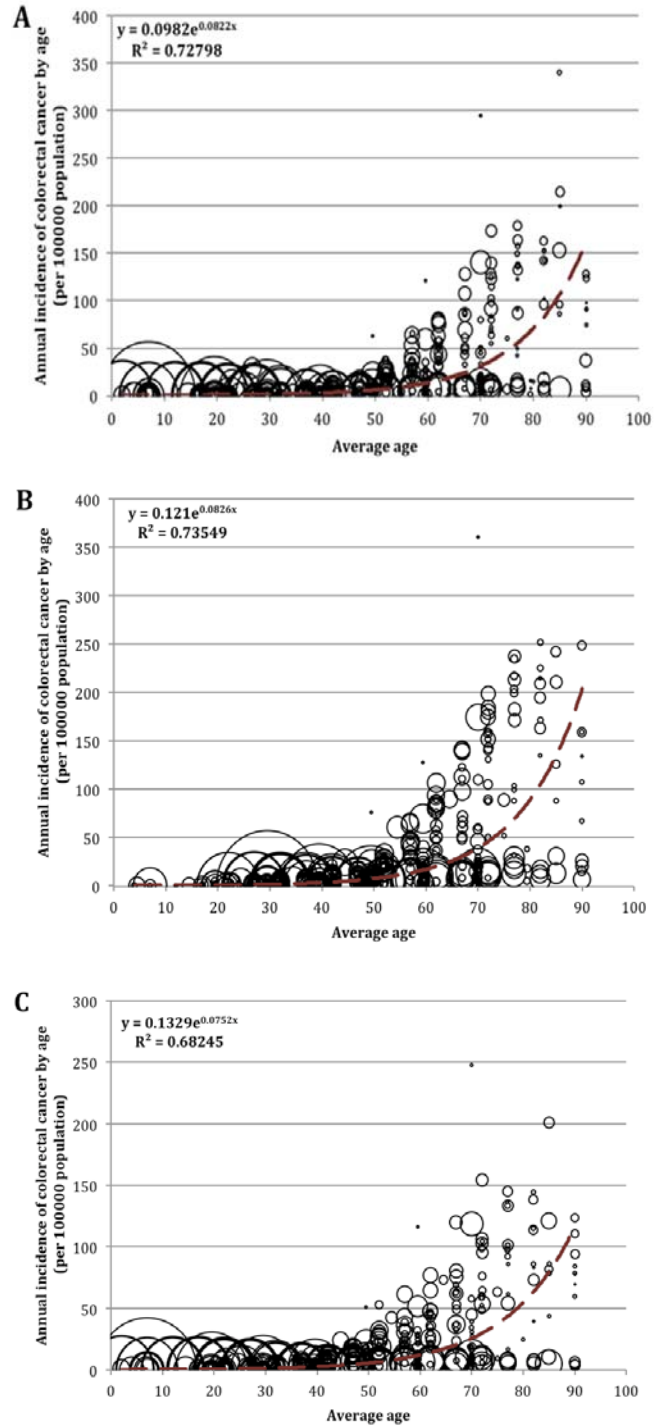 A
y = 0.0982e^0.0822x
R² = 0.72798
Annual incidence of colorectal cancer by age
(per 100000 population)
400
350
300
250
200
150
100
50
0
0 10 20 30 40 50 60 70 80 90 100
Average age
B
y = 0.121e^0.0826x
R² = 0.73549
Annual incidence of colorectal cancer by age
(per 100000 population)
400
350
300
250
200
150
100
50
0
0 10 20 30 40 50 60 70 80 90 100
Average age
C
y = 0.1329e^0.0752x
R² = 0.68245
Annual incidence of colorectal cancer by age
(per 100000 population)
300
250
200
150
100
50
0
0 10 20 30 40 50 60 70 80 90 100
Average age